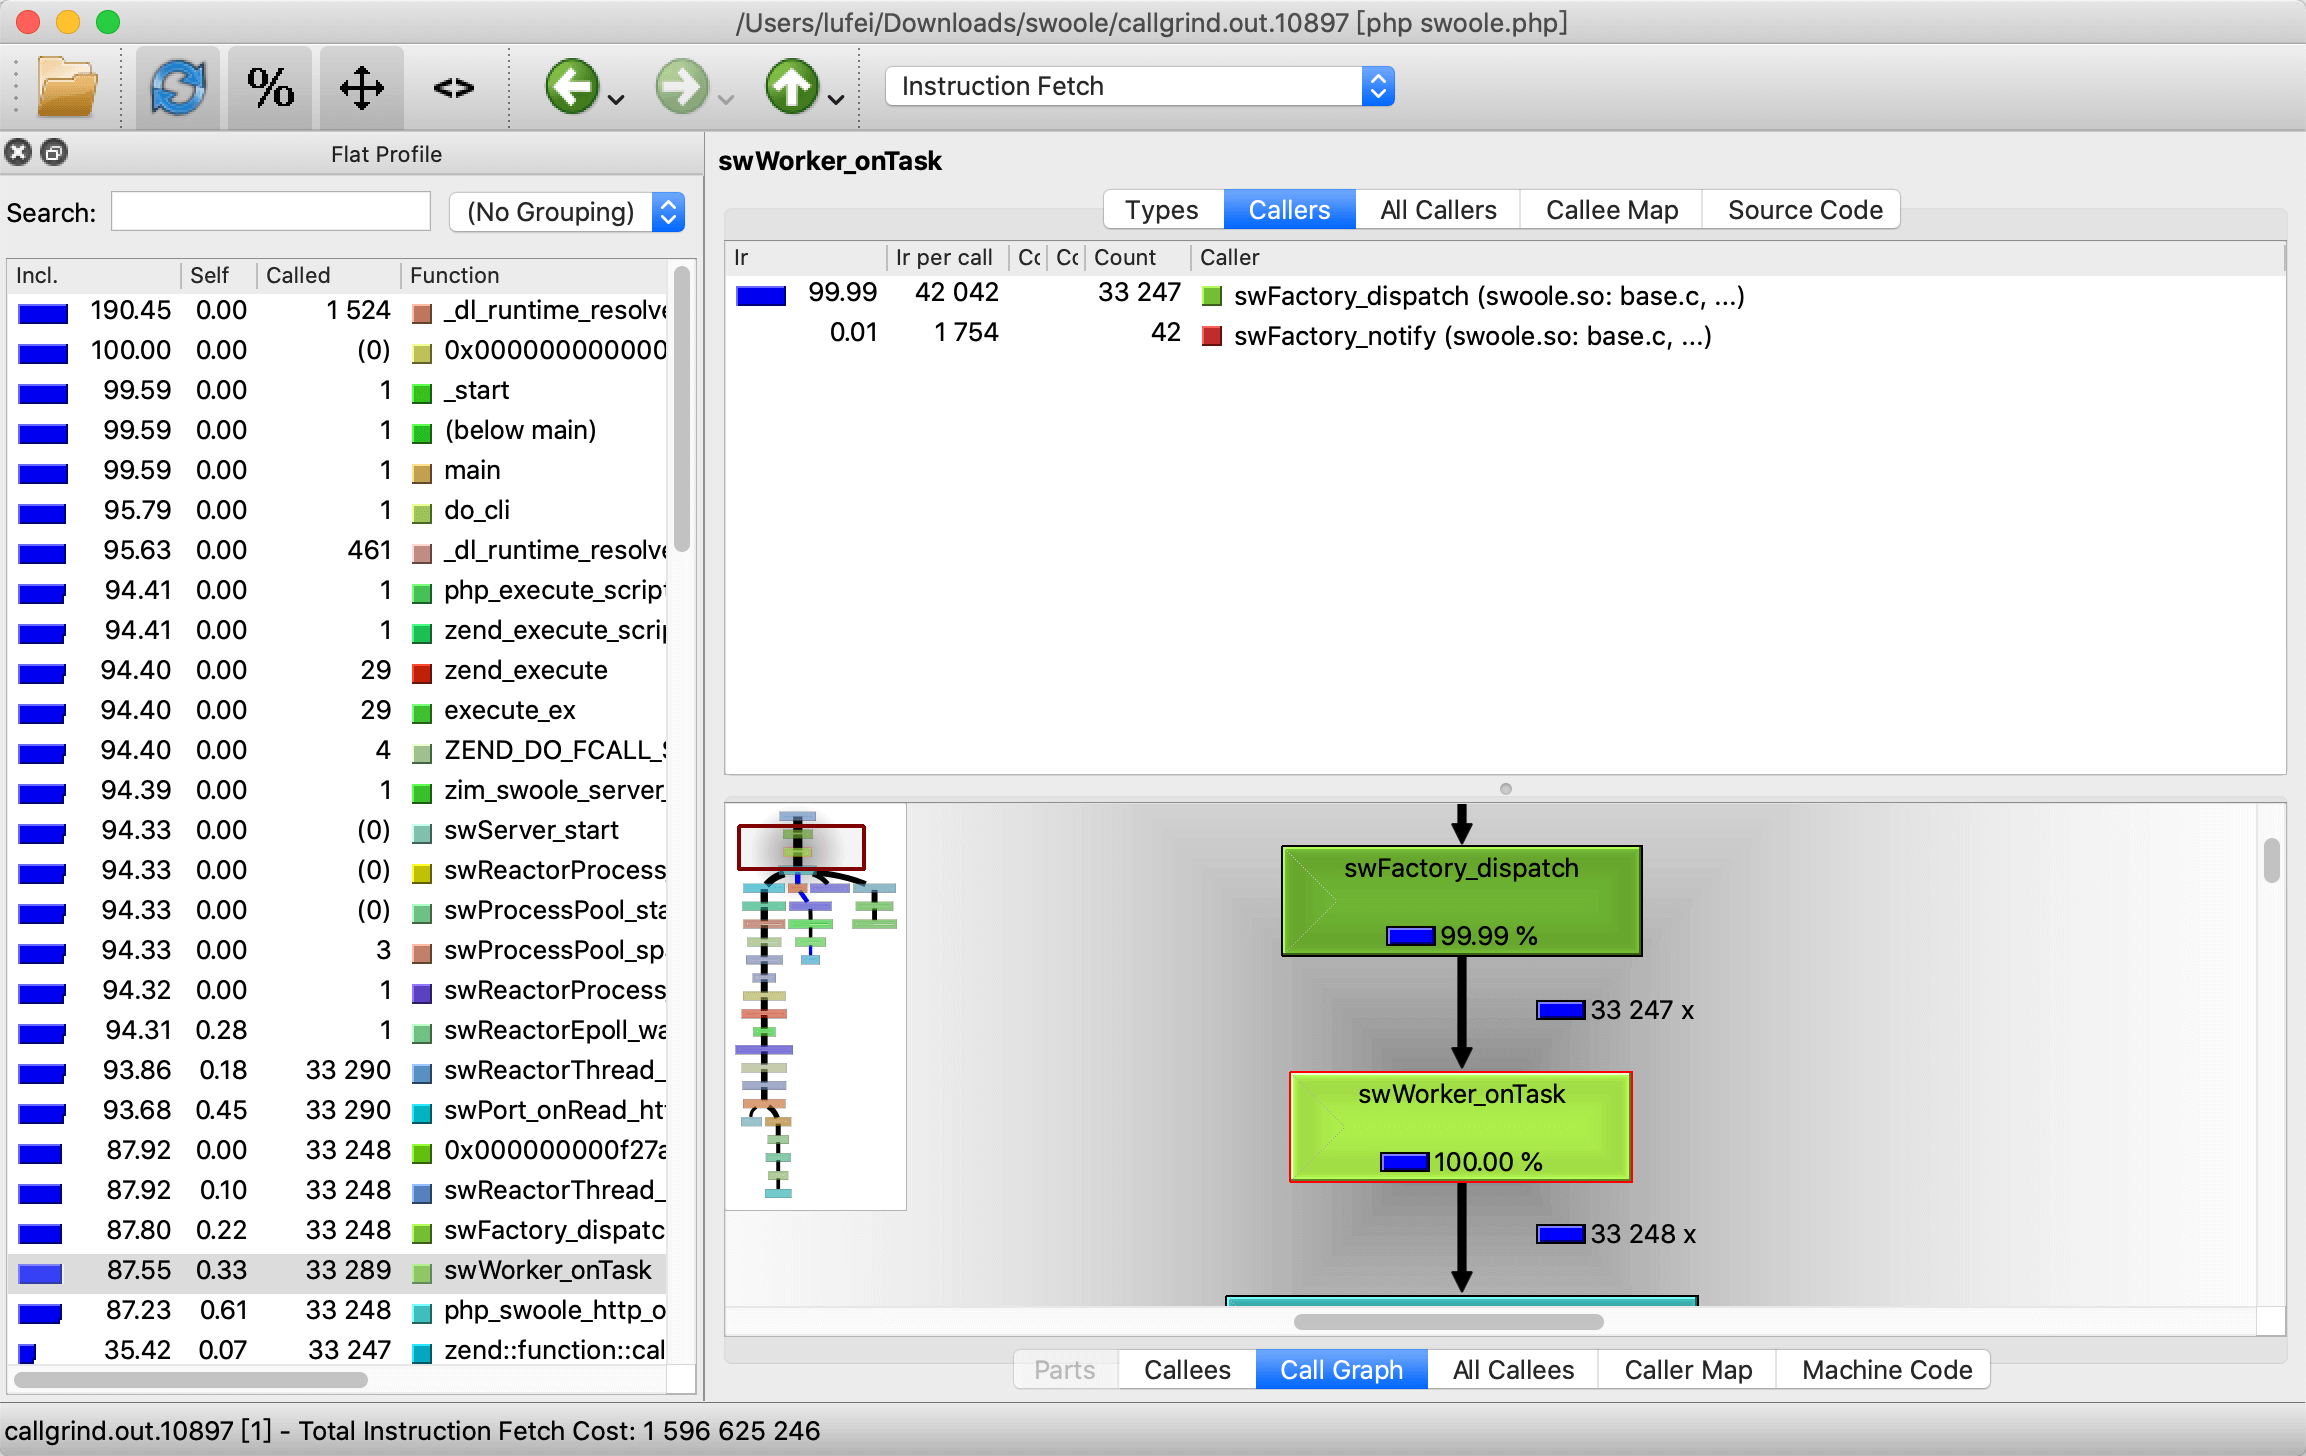 /Users/lufei/Downloads/swoole/callgrind.out.10897 [php swoole.php]
% <> Instruction Fetch
Flat Profile
Search: (No Grouping)
Incl. Self Called Function
190.45 0.00 1 524 _dl_runtime_resolve
100.00 0.00 (0) 0x000000000000
99.59 0.00 1 _start
99.59 0.00 1 (below main)
99.59 0.00 1 main
95.79 0.00 1 do_cli
95.63 0.00 461 _dl_runtime_resolve
94.41 0.00 1 php_execute_script
94.41 0.00 1 zend_execute_scrip
94.40 0.00 29 zend_execute
94.40 0.00 29 execute_ex
94.40 0.00 4 ZEND_DO_FCALL_S
94.39 0.00 1 zim_swoole_server_
94.33 0.00 (0) swServer_start
94.33 0.00 (0) swReactorProcess_
94.33 0.00 (0) swProcessPool_sta
94.33 0.00 3 swProcessPool_sp
94.32 0.00 1 swReactorProcess_
94.31 0.28 1 swReactorEpoll_wa
93.86 0.18 33 290 swReactorThread_
93.68 0.45 33 290 swPort_onRead_ht
87.92 0.00 33 248 0x000000000f27a
87.92 0.10 33 248 swReactorThread_
87.80 0.22 33 248 swFactory_dispatc
87.55 0.33 33 289 swWorker_onTask
87.23 0.61 33 248 php_swoole_http_o
35.42 0.07 33 247 zend::function::cal
swWorker_onTask
Types Callers All Callers Callee Map Source Code
Ir Ir per call Cc Cc Count Caller
99.99 42 042 33 247 swFactory_dispatch (swoole.so: base.c, ...)
0.01 1 754 42 swFactory_notify (swoole.so: base.c, ...)
swFactory_dispatch
99.99 %
33 247 x
swWorker_onTask
100.00 %
33 248 x
Parts Callees Call Graph All Callees Caller Map Machine Code
callgrind.out.10897 [1] - Total Instruction Fetch Cost: 1 596 625 246